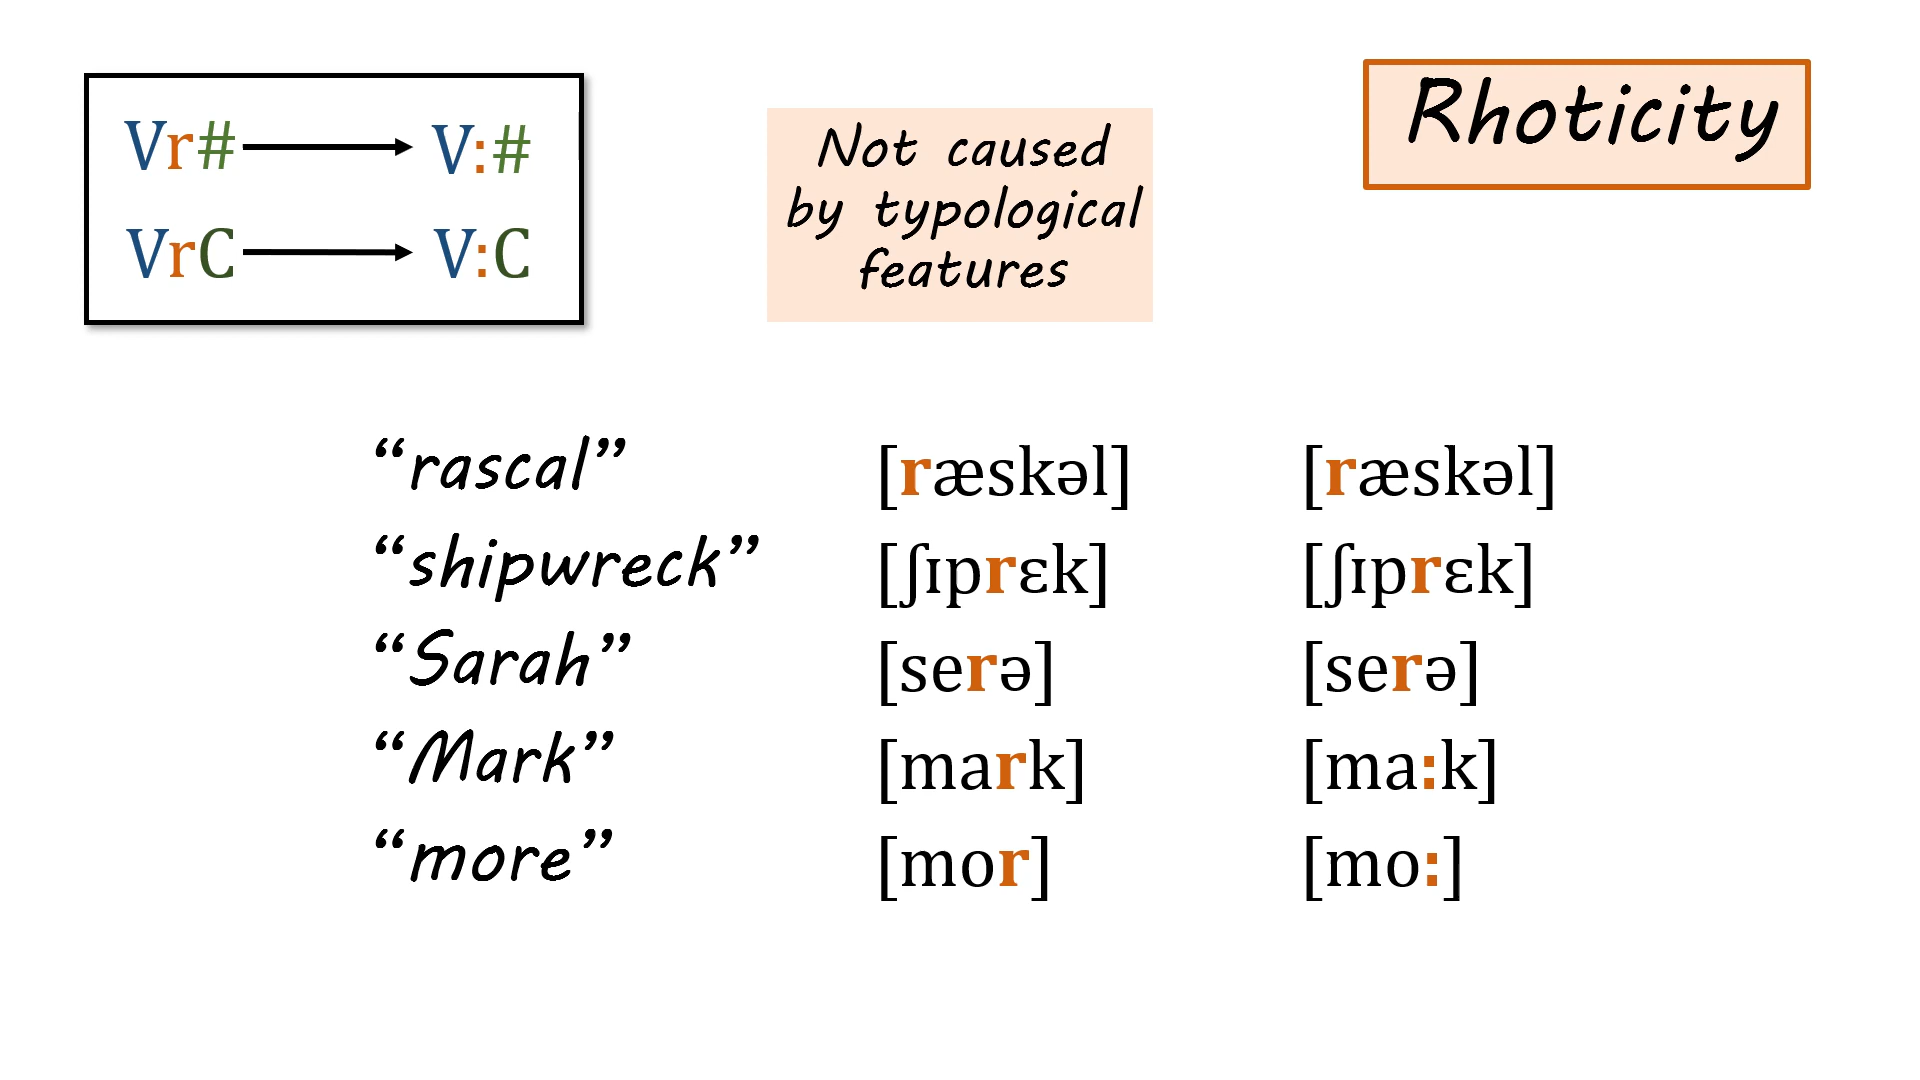 Vr# V:#
VrC V:C
Not caused
by typological
features
Rhoticity
“rascal” [ræskəl] [ræskəl]
“shipwreck” [ʃɪprɛk] [ʃɪprɛk]
“Sarah” [serə] [serə]
“Mark” [mark] [ma:k]
“more” [mor] [mo:]